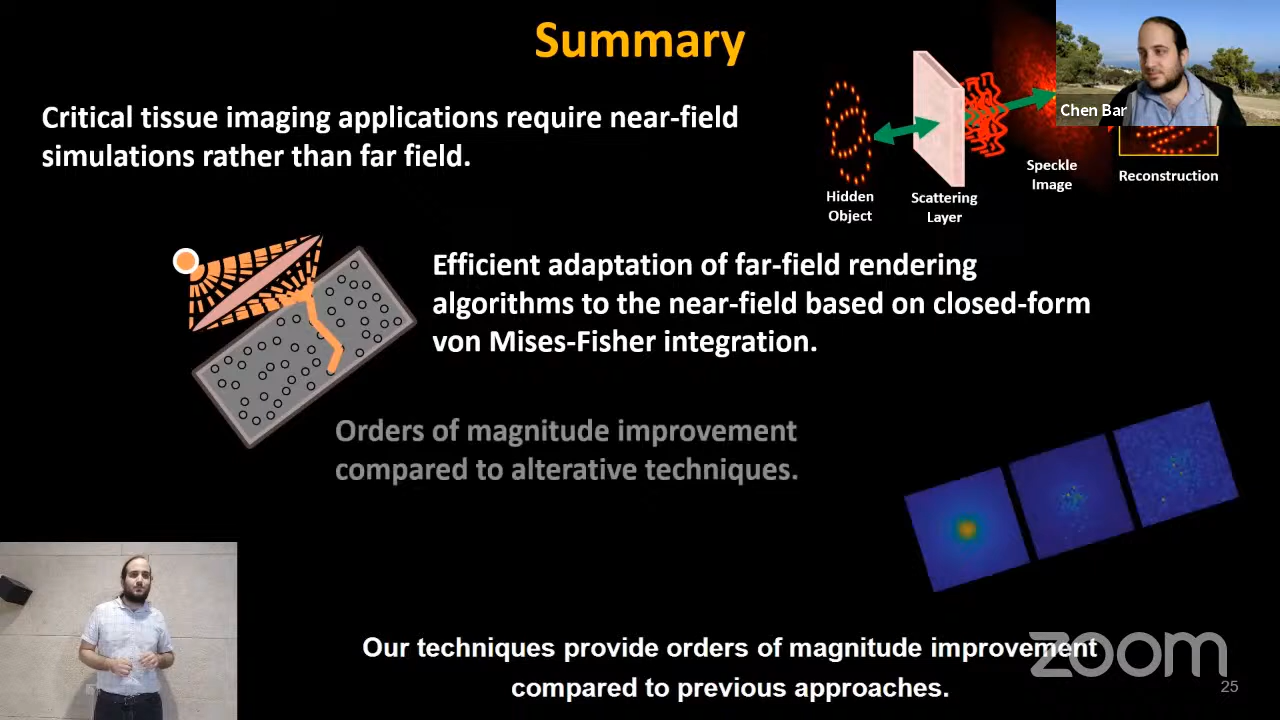 Summary
Critical tissue imaging applications require near-field
simulations rather than far field.
Chen Bar
Hidden
Object
Scattering
Layer
Speckle
Image
Reconstruction
Efficient adaptation of far-field rendering
algorithms to the near-field based on closed-form
von Mises-Fisher integration.
Orders of magnitude improvement
compared to alterative techniques.
Our techniques provide orders of magnitude improvement
compared to previous approaches.
zoom
25